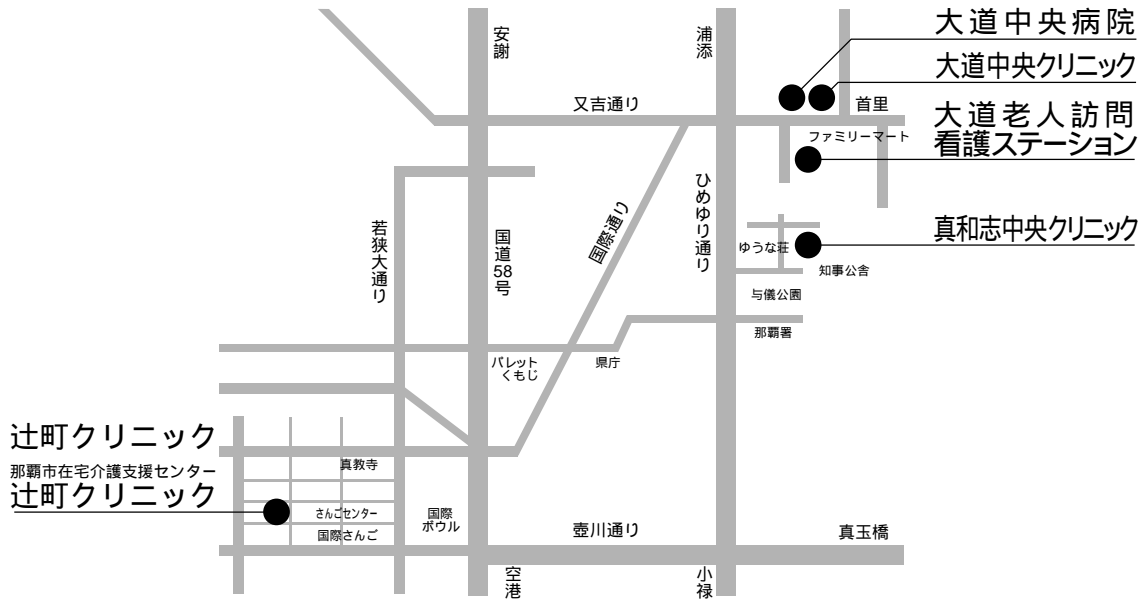 安謝
浦添
大道中央病院
大道中央クリニック
又吉通り
首里
大道老人訪問
看護ステーション
ファミリーマート
若狭大通り
国道58号
国際通り
ひめゆり通り
真和志中央クリニック
ゆうな荘
知事公舎
与儀公園
那覇署
パレット
くもじ
県庁
辻町クリニック
那覇市在宅介護支援センター
辻町クリニック
真教寺
さんごセンター
国際さんご
国際
ボウル
壺川通り
真玉橋
空港
小禄